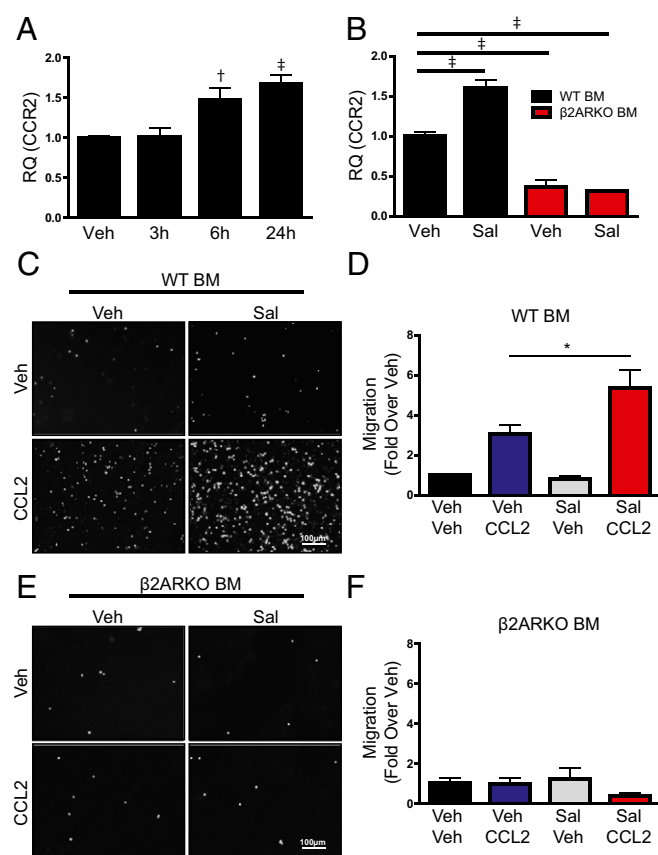 A
RQ (CCR2)
2.0
1.5
1.0
0.5
0.0
†
‡
Veh 3h 6h 24h
B
RQ (CCR2)
2.0
1.5
1.0
0.5
0.0
‡
‡
‡
WT BM
β2ARKO BM
Veh Sal Veh Sal
C
WT BM
Veh Sal
Veh
CCL2
100μm
D
WT BM
Migration
(Fold Over Veh)
8
6
4
2
0
*
Veh Veh Sal Sal
Veh CCL2 Veh CCL2
E
β2ARKO BM
Veh Sal
Veh
CCL2
100μm
F
β2ARKO BM
Migration
(Fold Over Veh)
8
6
4
2
0
Veh Veh Sal Sal
Veh CCL2 Veh CCL2